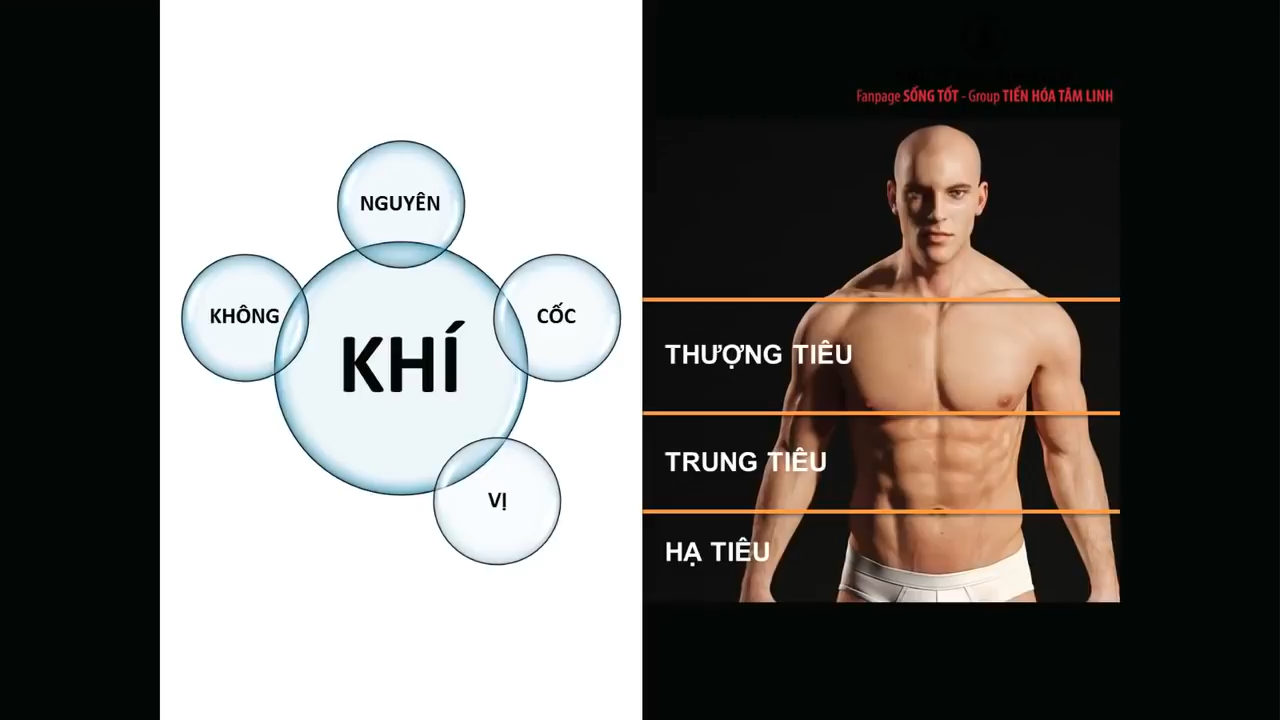 NGUYÊN
KHÔNG
CỐC
KHÍ
VỊ
Fanpage SỐNG TỐT - Group TIẾN HÓA TÂM LINH
THƯỢNG TIÊU
TRUNG TIÊU
HẠ TIÊU